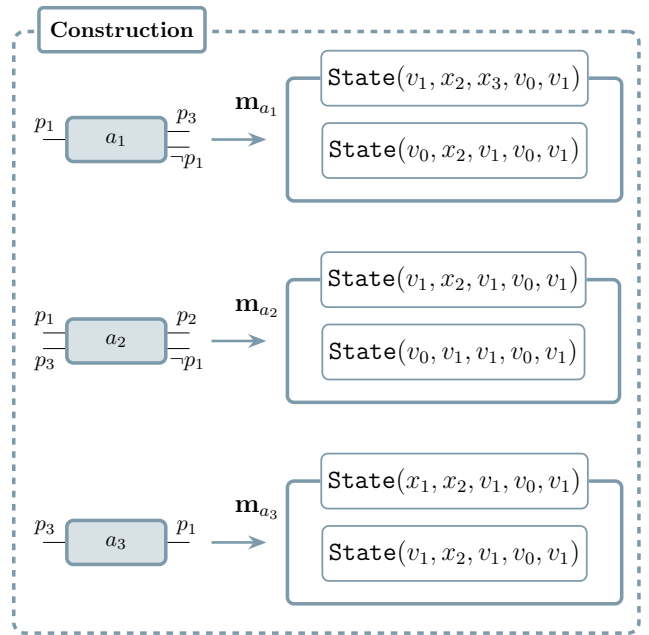 Construction
p₁ a₁ p₃ ¬p₁ m_{a₁} State(v₁, x₂, x₃, v₀, v₁)
State(v₀, x₂, v₁, v₀, v₁)
p₁ p₃ a₂ p₂ ¬p₁ m_{a₂} State(v₁, x₂, v₁, v₀, v₁)
State(v₀, v₁, v₁, v₀, v₁)
p₃ a₃ p₁ m_{a₃} State(x₁, x₂, v₁, v₀, v₁)
State(v₁, x₂, v₁, v₀, v₁)